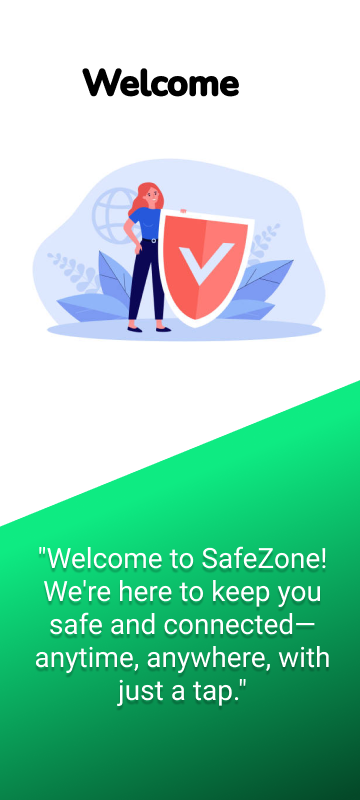 Welcome
"Welcome to SafeZone!
We're here to keep you
safe and connected—
anytime, anywhere, with
just a tap."